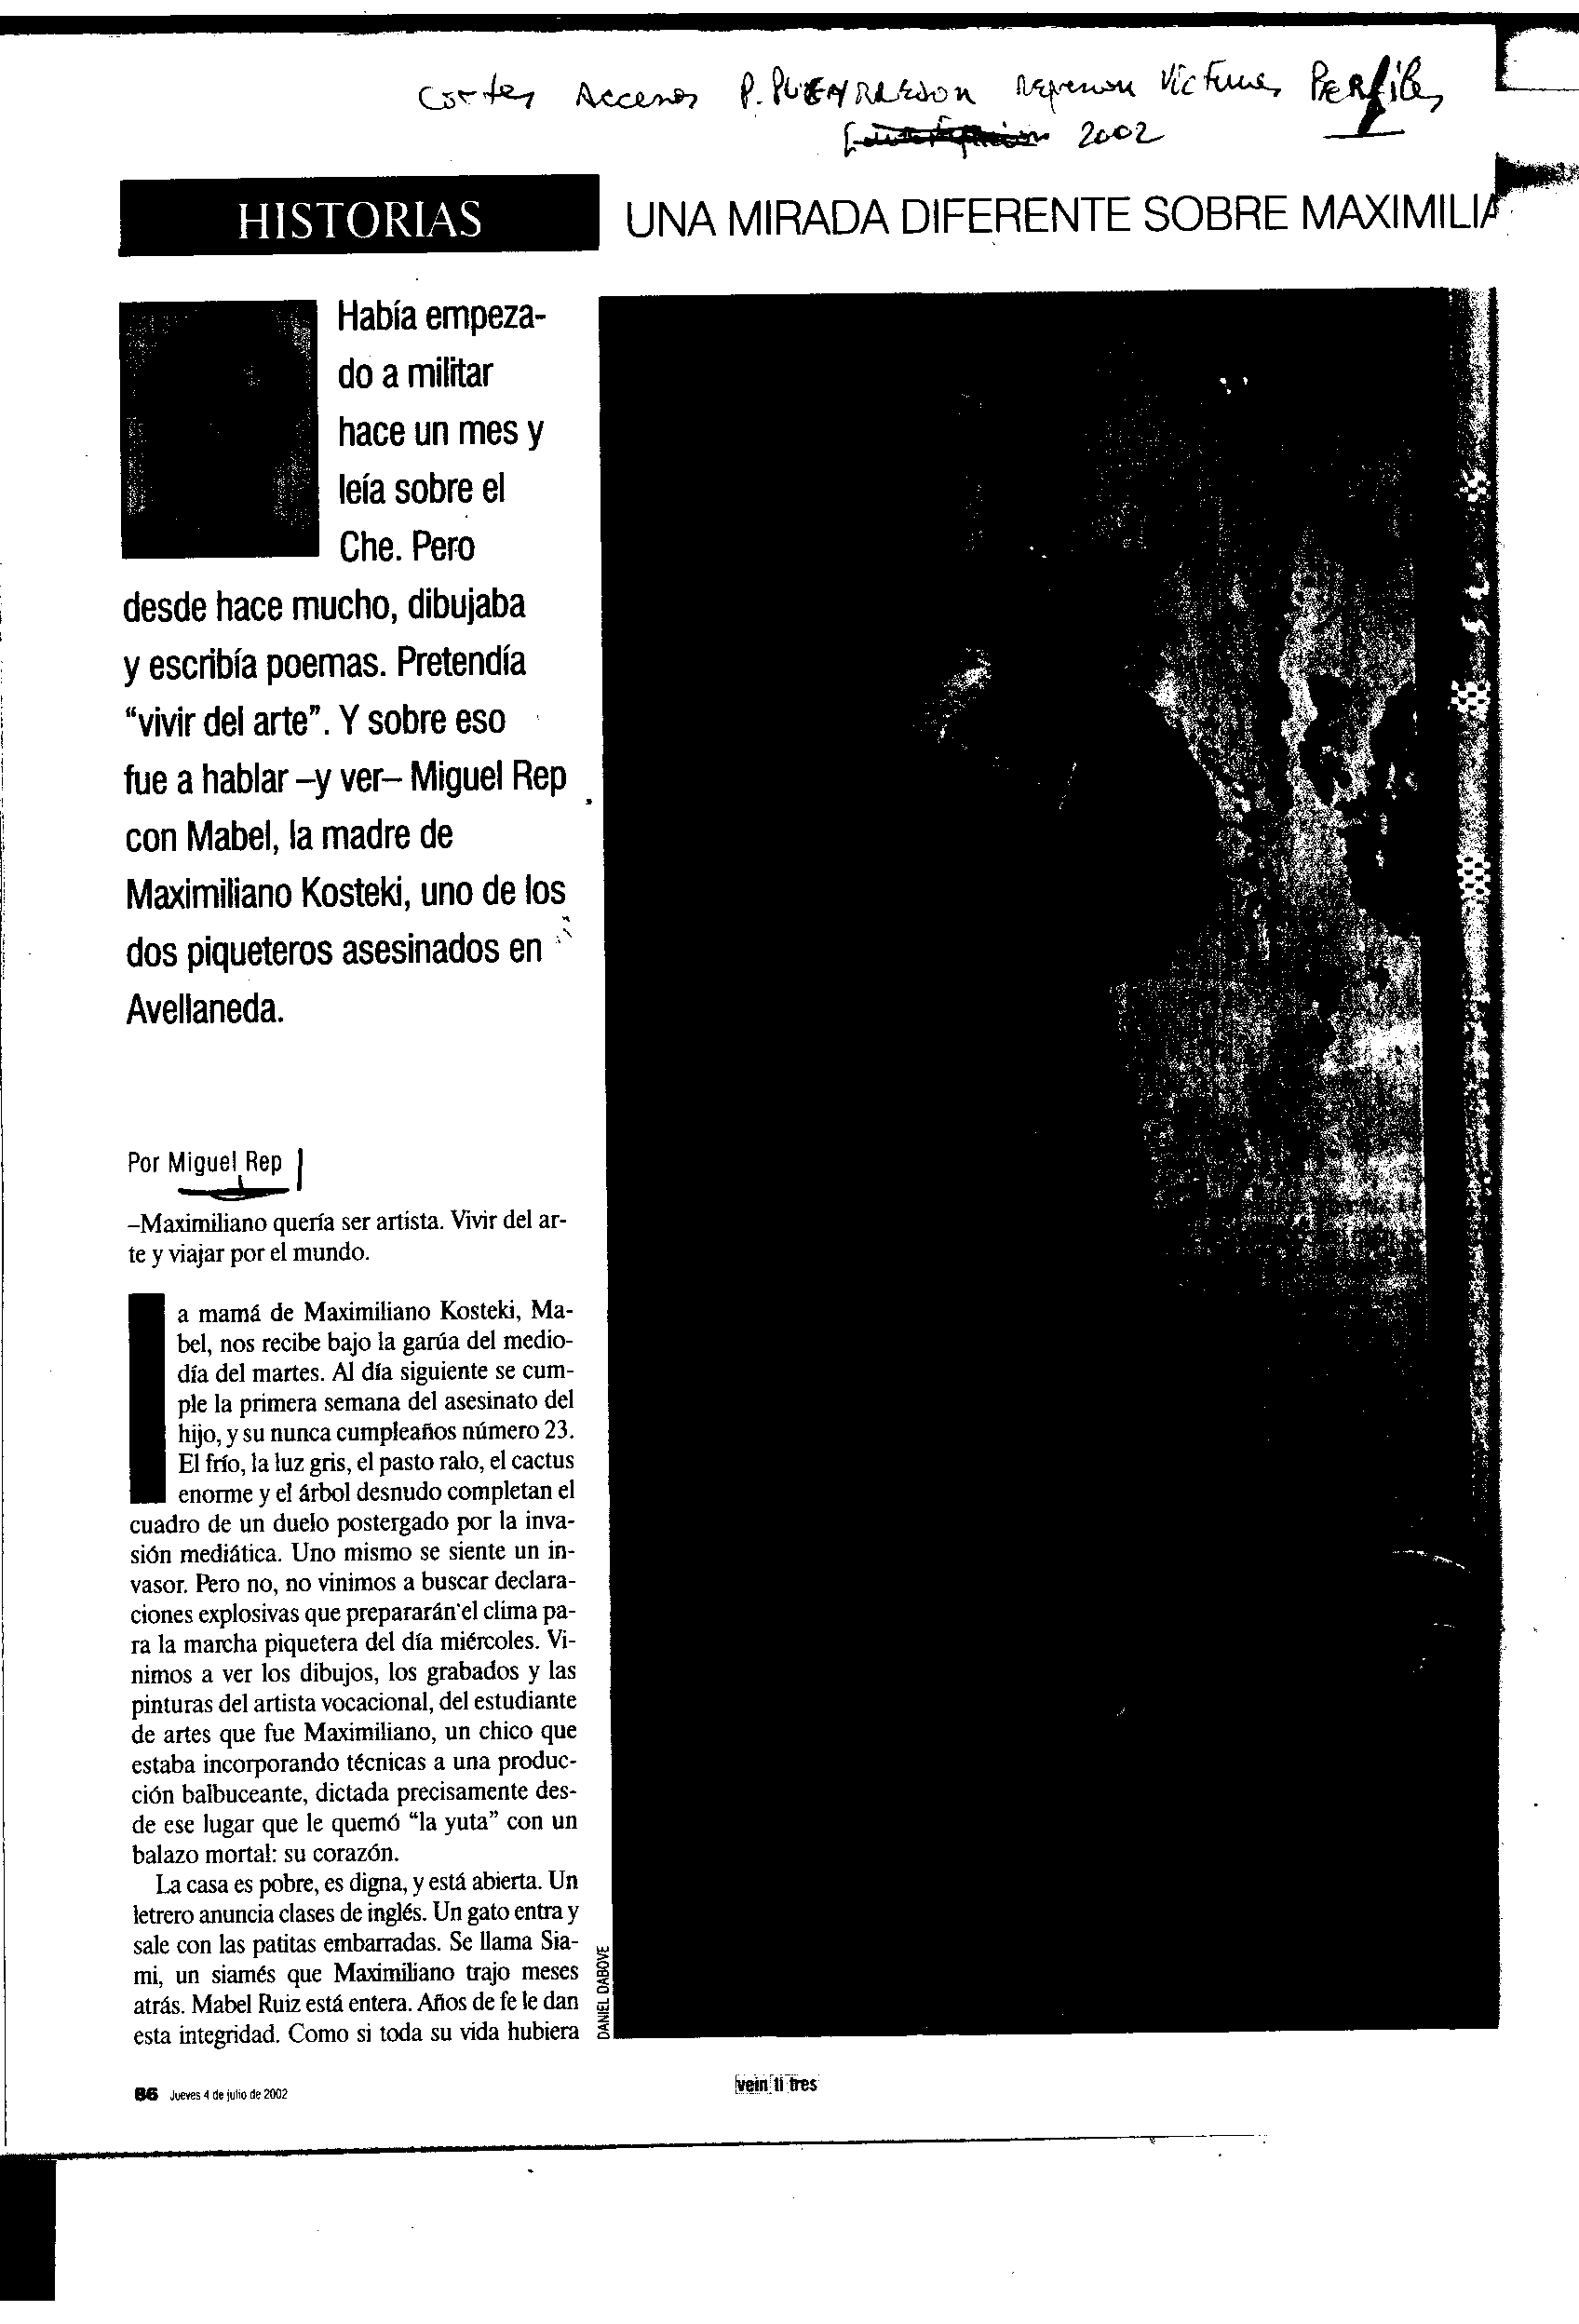 Cortes Accesos P. PUEYRREDON Represion Victimas PERfiles
2002
HISTORIAS
UNA MIRADA DIFERENTE SOBRE MAXIMILIA
Había empeza-
do a militar
hace un mes y
leía sobre el
Che. Pero
desde hace mucho, dibujaba
y escribía poemas. Pretendía
“vivir del arte”. Y sobre eso
fue a hablar –y ver– Miguel Rep
con Mabel, la madre de
Maximiliano Kosteki, uno de los
dos piqueteros asesinados en
Avellaneda.
Por Miguel Rep
–Maximiliano quería ser artista. Vivir del ar-
te y viajar por el mundo.
a mamá de Maximiliano Kosteki, Ma-
bel, nos recibe bajo la garúa del medio-
día del martes. Al día siguiente se cum-
ple la primera semana del asesinato del
hijo, y su nunca cumpleaños número 23.
El frío, la luz gris, el pasto ralo, el cactus
enorme y el árbol desnudo completan el
cuadro de un duelo postergado por la inva-
sión mediática. Uno mismo se siente un in-
vasor. Pero no, no vinimos a buscar declara-
ciones explosivas que prepararán el clima pa-
ra la marcha piquetera del día miércoles. Vi-
nimos a ver los dibujos, los grabados y las
pinturas del artista vocacional, del estudiante
de artes que fue Maximiliano, un chico que
estaba incorporando técnicas a una produc-
ción balbuceante, dictada precisamente des-
de ese lugar que le quemó “la yuta” con un
balazo mortal: su corazón.
La casa es pobre, es digna, y está abierta. Un
letrero anuncia clases de inglés. Un gato entra y
sale con las patitas embarradas. Se llama Sia-
mi, un siamés que Maximiliano trajo meses
atrás. Mabel Ruiz está entera. Años de fe le dan
esta integridad. Como si toda su vida hubiera
DANIEL DABOVE
86 Jueves 4 de julio de 2002
vein ti tres